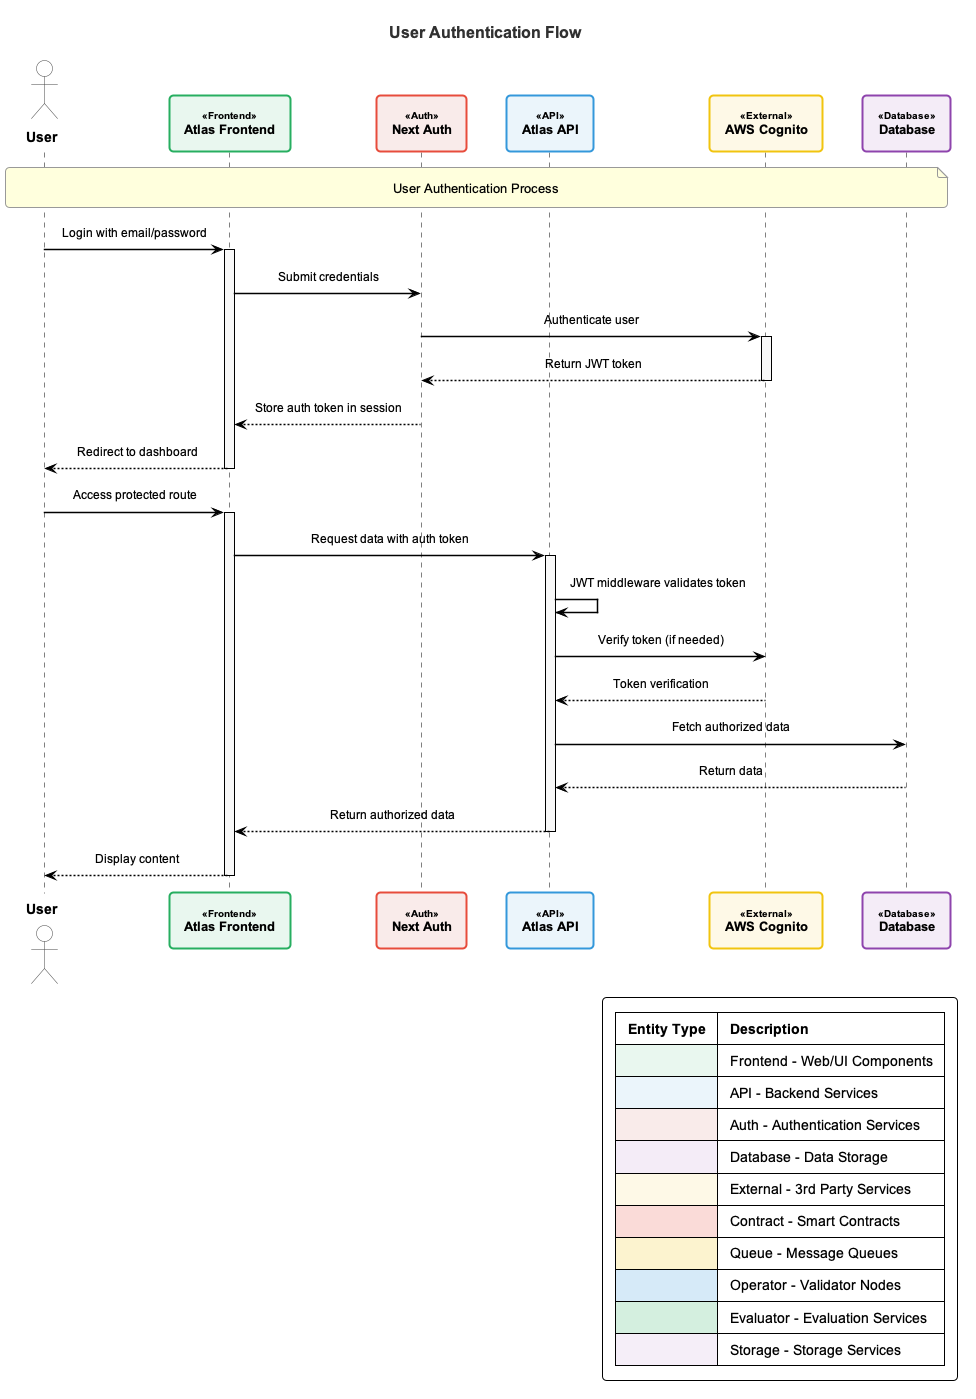 User Authentication Flow
User
«Frontend»
Atlas Frontend
«Auth»
Next Auth
«API»
Atlas API
«External»
AWS Cognito
«Database»
Database
User Authentication Process
Login with email/password
Submit credentials
Authenticate user
Return JWT token
Store auth token in session
Redirect to dashboard
Access protected route
Request data with auth token
JWT middleware validates token
Verify token (if needed)
Token verification
Fetch authorized data
Return data
Return authorized data
Display content
User
«Frontend»
Atlas Frontend
«Auth»
Next Auth
«API»
Atlas API
«External»
AWS Cognito
«Database»
Database
Entity Type Description
Frontend - Web/UI Components
API - Backend Services
Auth - Authentication Services
Database - Data Storage
External - 3rd Party Services
Contract - Smart Contracts
Queue - Message Queues
Operator - Validator Nodes
Evaluator - Evaluation Services
Storage - Storage Services